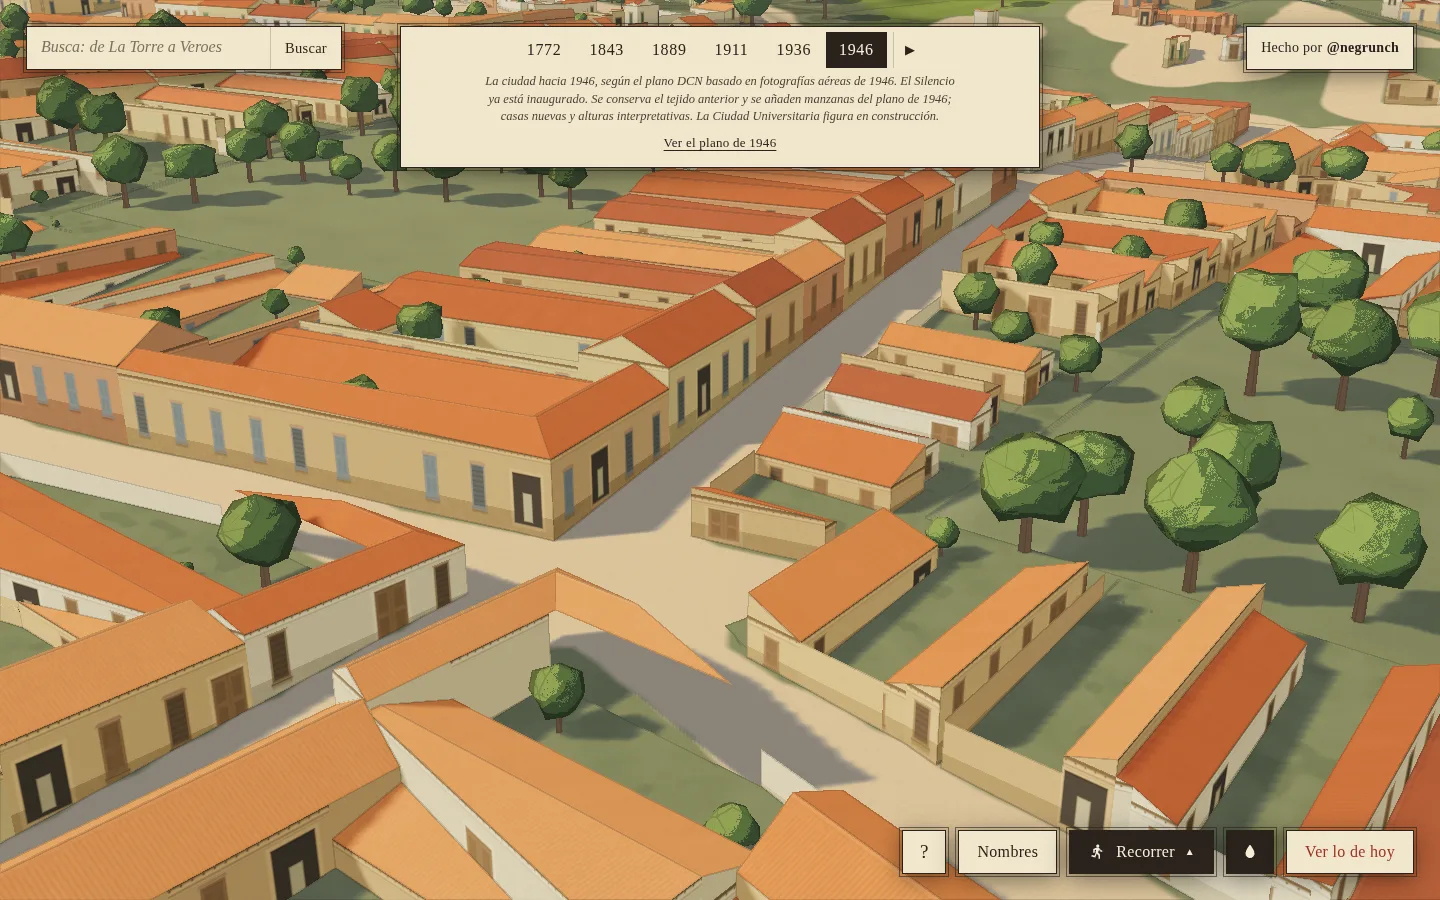 Busca: de La Torre a Veroes
Buscar
1772 1843 1889 1911 1936 1946 ▶
La ciudad hacia 1946, según el plano DCN basado en fotografías aéreas de 1946. El Silencio
ya está inaugurado. Se conserva el tejido anterior y se añaden manzanas del plano de 1946;
casas nuevas y alturas interpretativas. La Ciudad Universitaria figura en construcción.
Ver el plano de 1946
Hecho por @negrunch
?
Nombres
Recorrer ▲
Ver lo de hoy